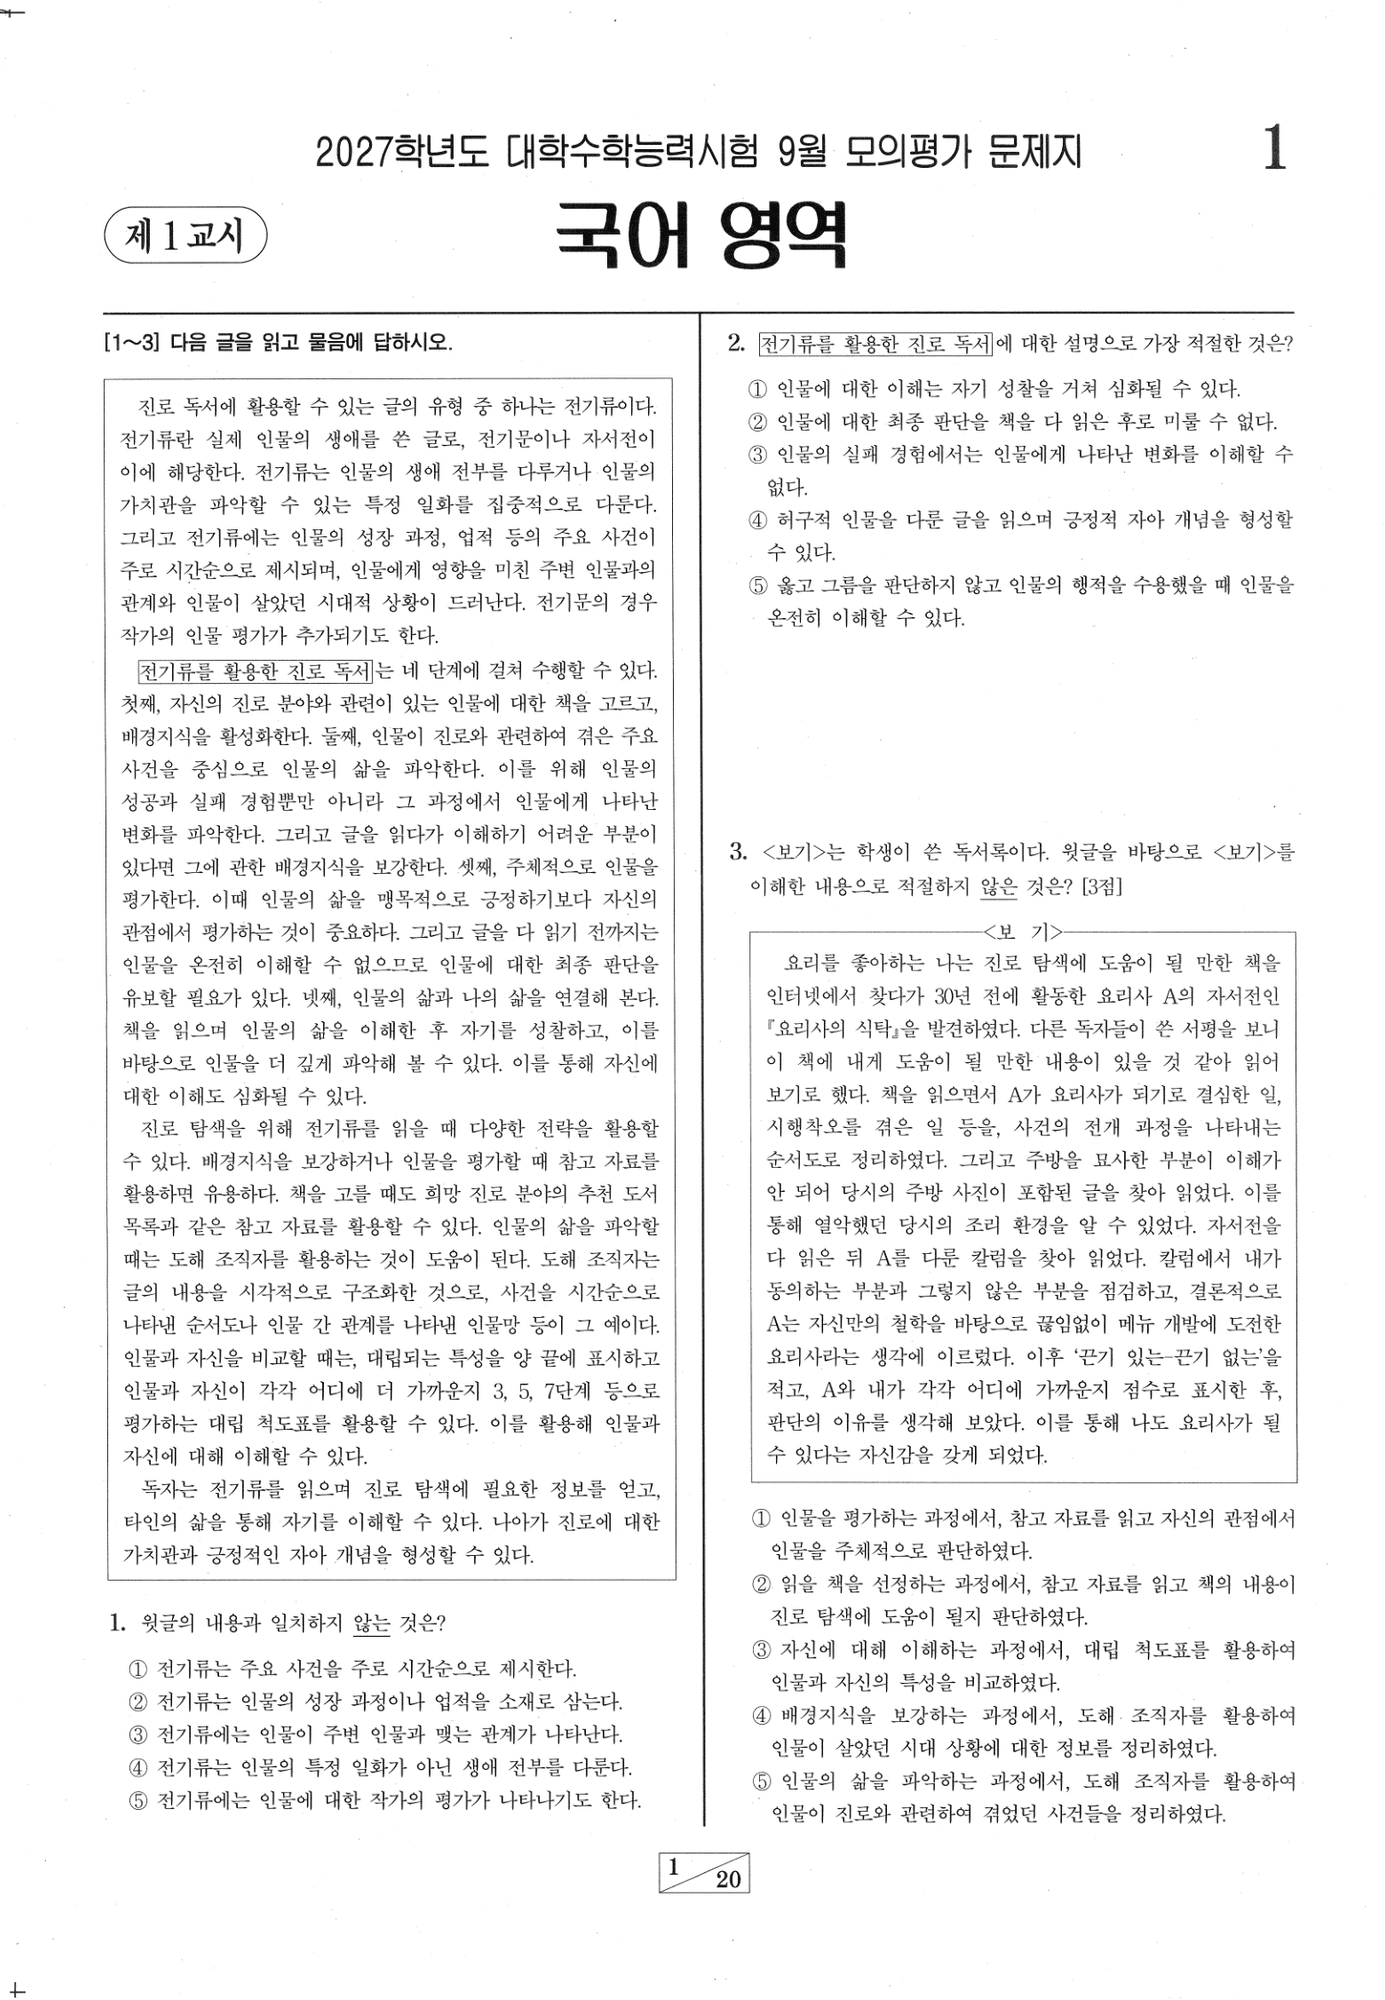 2027학년도 대학수학능력시험 9월 모의평가 문제지
1
제 1 교시
국어 영역
[1~3] 다음 글을 읽고 물음에 답하시오.
진로 독서에 활용할 수 있는 글의 유형 중 하나는 전기류이다.
전기류란 실제 인물의 생애를 쓴 글로, 전기문이나 자서전이
이에 해당한다. 전기류는 인물의 생애 전부를 다루거나 인물의
가치관을 파악할 수 있는 특정 일화를 집중적으로 다룬다.
그리고 전기류에는 인물의 성장 과정, 업적 등의 주요 사건이
주로 시간순으로 제시되며, 인물에게 영향을 미친 주변 인물과의
관계와 인물이 살았던 시대적 상황이 드러난다. 전기문의 경우
작가의 인물 평가가 추가되기도 한다.
전기류를 활용한 진로 독서는 네 단계에 걸쳐 수행할 수 있다.
첫째, 자신의 진로 분야와 관련이 있는 인물에 대한 책을 고르고,
배경지식을 활성화한다. 둘째, 인물이 진로와 관련하여 겪은 주요
사건을 중심으로 인물의 삶을 파악한다. 이를 위해 인물의
성공과 실패 경험뿐만 아니라 그 과정에서 인물에게 나타난
변화를 파악한다. 그리고 글을 읽다가 이해하기 어려운 부분이
있다면 그에 관한 배경지식을 보강한다. 셋째, 주체적으로 인물을
평가한다. 이때 인물의 삶을 맹목적으로 긍정하기보다 자신의
관점에서 평가하는 것이 중요하다. 그리고 글을 다 읽기 전까지는
인물을 온전히 이해할 수 없으므로 인물에 대한 최종 판단을
유보할 필요가 있다. 넷째, 인물의 삶과 나의 삶을 연결해 본다.
책을 읽으며 인물의 삶을 이해한 후 자기를 성찰하고, 이를
바탕으로 인물을 더 깊게 파악해 볼 수 있다. 이를 통해 자신에
대한 이해도 심화될 수 있다.
진로 탐색을 위해 전기류를 읽을 때 다양한 전략을 활용할
수 있다. 배경지식을 보강하거나 인물을 평가할 때 참고 자료를
활용하면 유용하다. 책을 고를 때도 희망 진로 분야의 추천 도서
목록과 같은 참고 자료를 활용할 수 있다. 인물의 삶을 파악할
때는 도해 조직자를 활용하는 것이 도움이 된다. 도해 조직자는
글의 내용을 시각적으로 구조화한 것으로, 사건을 시간순으로
나타낸 순서도나 인물 간 관계를 나타낸 인물망 등이 그 예이다.
인물과 자신을 비교할 때는, 대립되는 특성을 양 끝에 표시하고
인물과 자신이 각각 어디에 더 가까운지 3, 5, 7단계 등으로
평가하는 대립 척도표를 활용할 수 있다. 이를 활용해 인물과
자신에 대해 이해할 수 있다.
독자는 전기류를 읽으며 진로 탐색에 필요한 정보를 얻고,
타인의 삶을 통해 자기를 이해할 수 있다. 나아가 진로에 대한
가치관과 긍정적인 자아 개념을 형성할 수 있다.
1. 윗글의 내용과 일치하지 않는 것은?
① 전기류는 주요 사건을 주로 시간순으로 제시한다.
② 전기류는 인물의 성장 과정이나 업적을 소재로 삼는다.
③ 전기류에는 인물이 주변 인물과 맺는 관계가 나타난다.
④ 전기류는 인물의 특정 일화가 아닌 생애 전부를 다룬다.
⑤ 전기류에는 인물에 대한 작가의 평가가 나타나기도 한다.
2. 전기류를 활용한 진로 독서에 대한 설명으로 가장 적절한 것은?
① 인물에 대한 이해는 자기 성찰을 거쳐 심화될 수 있다.
② 인물에 대한 최종 판단을 책을 다 읽은 후로 미룰 수 없다.
③ 인물의 실패 경험에서는 인물에게 나타난 변화를 이해할 수
없다.
④ 허구적 인물을 다룬 글을 읽으며 긍정적 자아 개념을 형성할
수 있다.
⑤ 옳고 그름을 판단하지 않고 인물의 행적을 수용했을 때 인물을
온전히 이해할 수 있다.
3. <보기>는 학생이 쓴 독서록이다. 윗글을 바탕으로 <보기>를
이해한 내용으로 적절하지 않은 것은? [3점]
<보 기>
요리를 좋아하는 나는 진로 탐색에 도움이 될 만한 책을
인터넷에서 찾다가 30년 전에 활동한 요리사 A의 자서전인
『요리사의 식탁』을 발견하였다. 다른 독자들이 쓴 서평을 보니
이 책에 내게 도움이 될 만한 내용이 있을 것 같아 읽어
보기로 했다. 책을 읽으면서 A가 요리사가 되기로 결심한 일,
시행착오를 겪은 일 등을, 사건의 전개 과정을 나타내는
순서도로 정리하였다. 그리고 주방을 묘사한 부분이 이해가
안 되어 당시의 주방 사진이 포함된 글을 찾아 읽었다. 이를
통해 열악했던 당시의 조리 환경을 알 수 있었다. 자서전을
다 읽은 뒤 A를 다룬 칼럼을 찾아 읽었다. 칼럼에서 내가
동의하는 부분과 그렇지 않은 부분을 점검하고, 결론적으로
A는 자신만의 철학을 바탕으로 끊임없이 메뉴 개발에 도전한
요리사라는 생각에 이르렀다. 이후 ‘끈기 있는-끈기 없는’을
적고, A와 내가 각각 어디에 가까운지 점수로 표시한 후,
판단의 이유를 생각해 보았다. 이를 통해 나도 요리사가 될
수 있다는 자신감을 갖게 되었다.
① 인물을 평가하는 과정에서, 참고 자료를 읽고 자신의 관점에서
인물을 주체적으로 판단하였다.
② 읽을 책을 선정하는 과정에서, 참고 자료를 읽고 책의 내용이
진로 탐색에 도움이 될지 판단하였다.
③ 자신에 대해 이해하는 과정에서, 대립 척도표를 활용하여
인물과 자신의 특성을 비교하였다.
④ 배경지식을 보강하는 과정에서, 도해 조직자를 활용하여
인물이 살았던 시대 상황에 대한 정보를 정리하였다.
⑤ 인물의 삶을 파악하는 과정에서, 도해 조직자를 활용하여
인물이 진로와 관련하여 겪었던 사건들을 정리하였다.
1
20